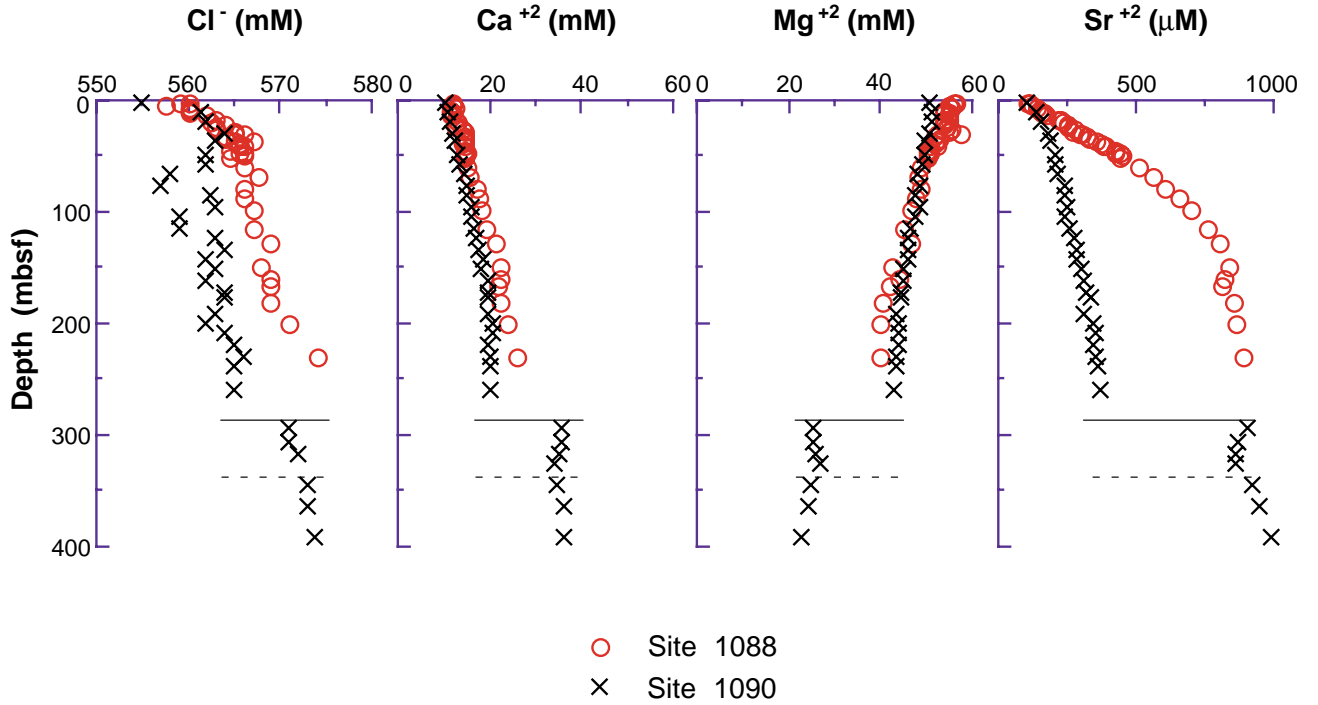 Cl⁻ (mM) Ca⁺² (mM) Mg⁺² (mM) Sr⁺² (µM)
550 560 570 580 0 20 40 60 0 20 40 60 0 500 1000
0
100
200
300
400
Depth (mbsf)
Site 1088
Site 1090